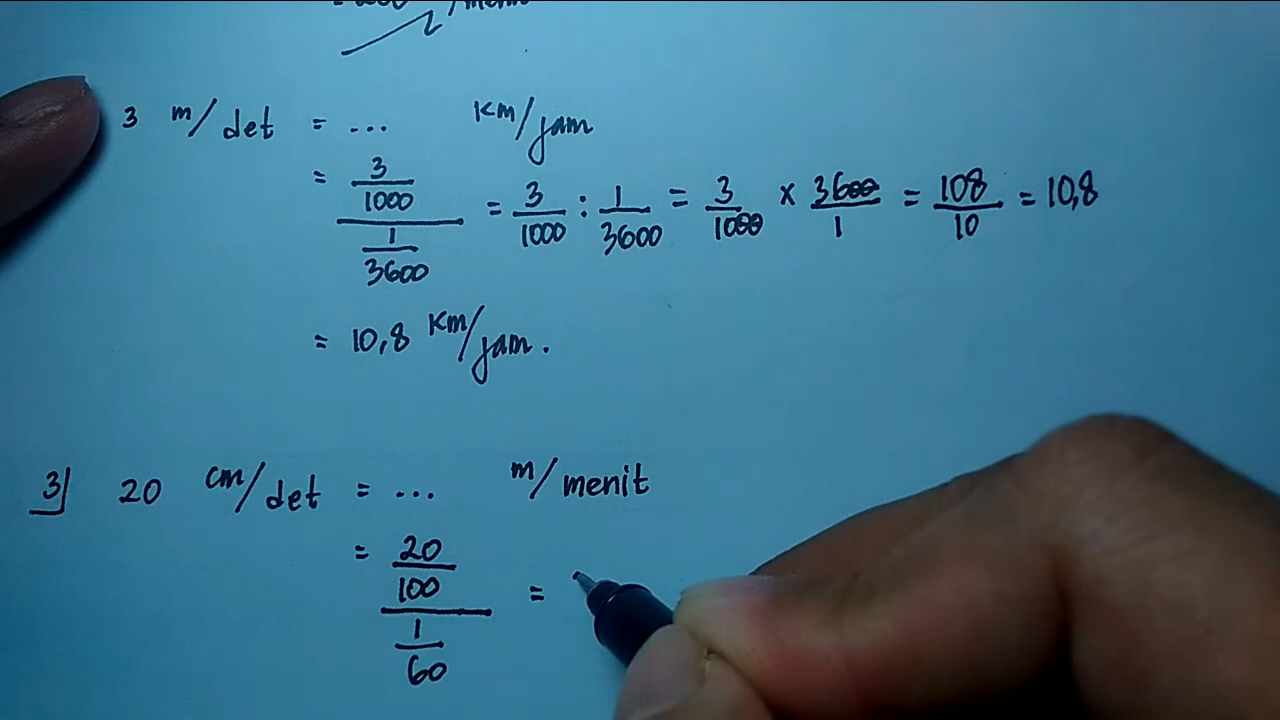 /menit
3 m/det = ... Km/jam
= 3/1000 / 1/3600 = 3/1000 : 1/3600 = 3/1000 x 3600/1 = 108/10 = 10,8
= 10,8 Km/jam.
3] 20 cm/det = ... m/menit
= 20/100 / 1/60 =